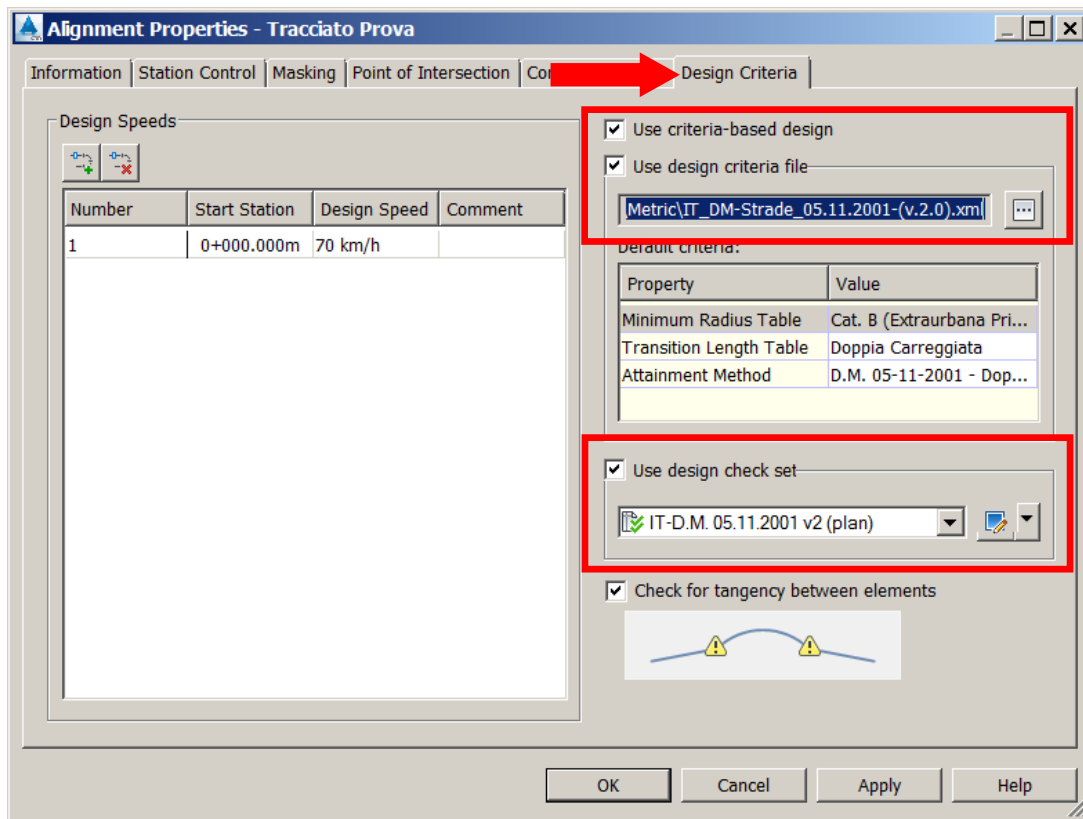 Alignment Properties - Tracciato Prova
Information Station Control Masking Point of Intersection Design Criteria
Design Speeds
Number Start Station Design Speed Comment
1 0+000.000m 70 km/h
Use criteria-based design
Use design criteria file
Metric\IT_DM-Strade_05.11.2001-(v.2.0).xml
Default criteria:
Property Value
Minimum Radius Table Cat. B (Extraurbana Pri...
Transition Length Table Doppia Carreggiata
Attainment Method D.M. 05-11-2001 - Dop...
Use design check set
IT-D.M. 05.11.2001 v2 (plan)
Check for tangency between elements
OK Cancel Apply Help